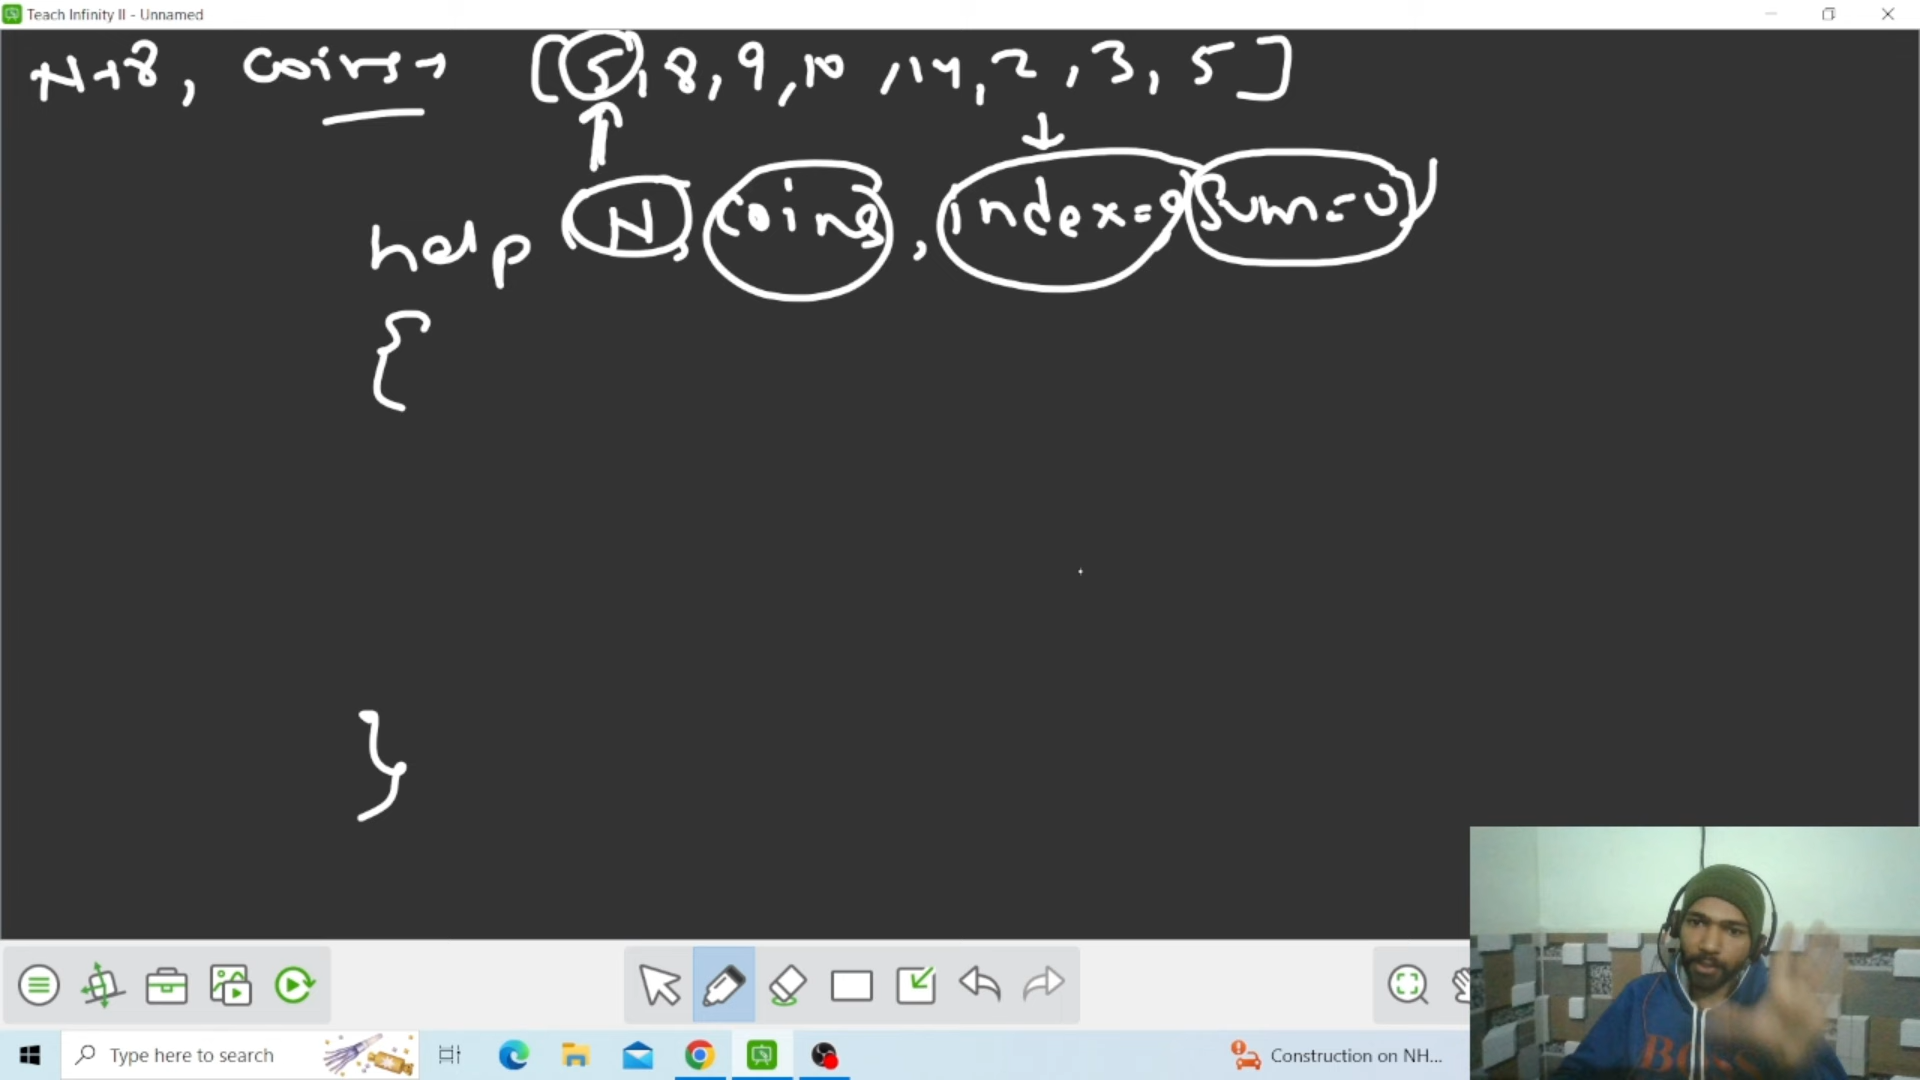 Teach Infinity II - Unnamed
N→8, coins→ [5, 8, 9, 10, 14, 2, 3, 5]
help (N, coins, index=0, sum=0)
{
}
Type here to search
Construction on NH...
BOSS